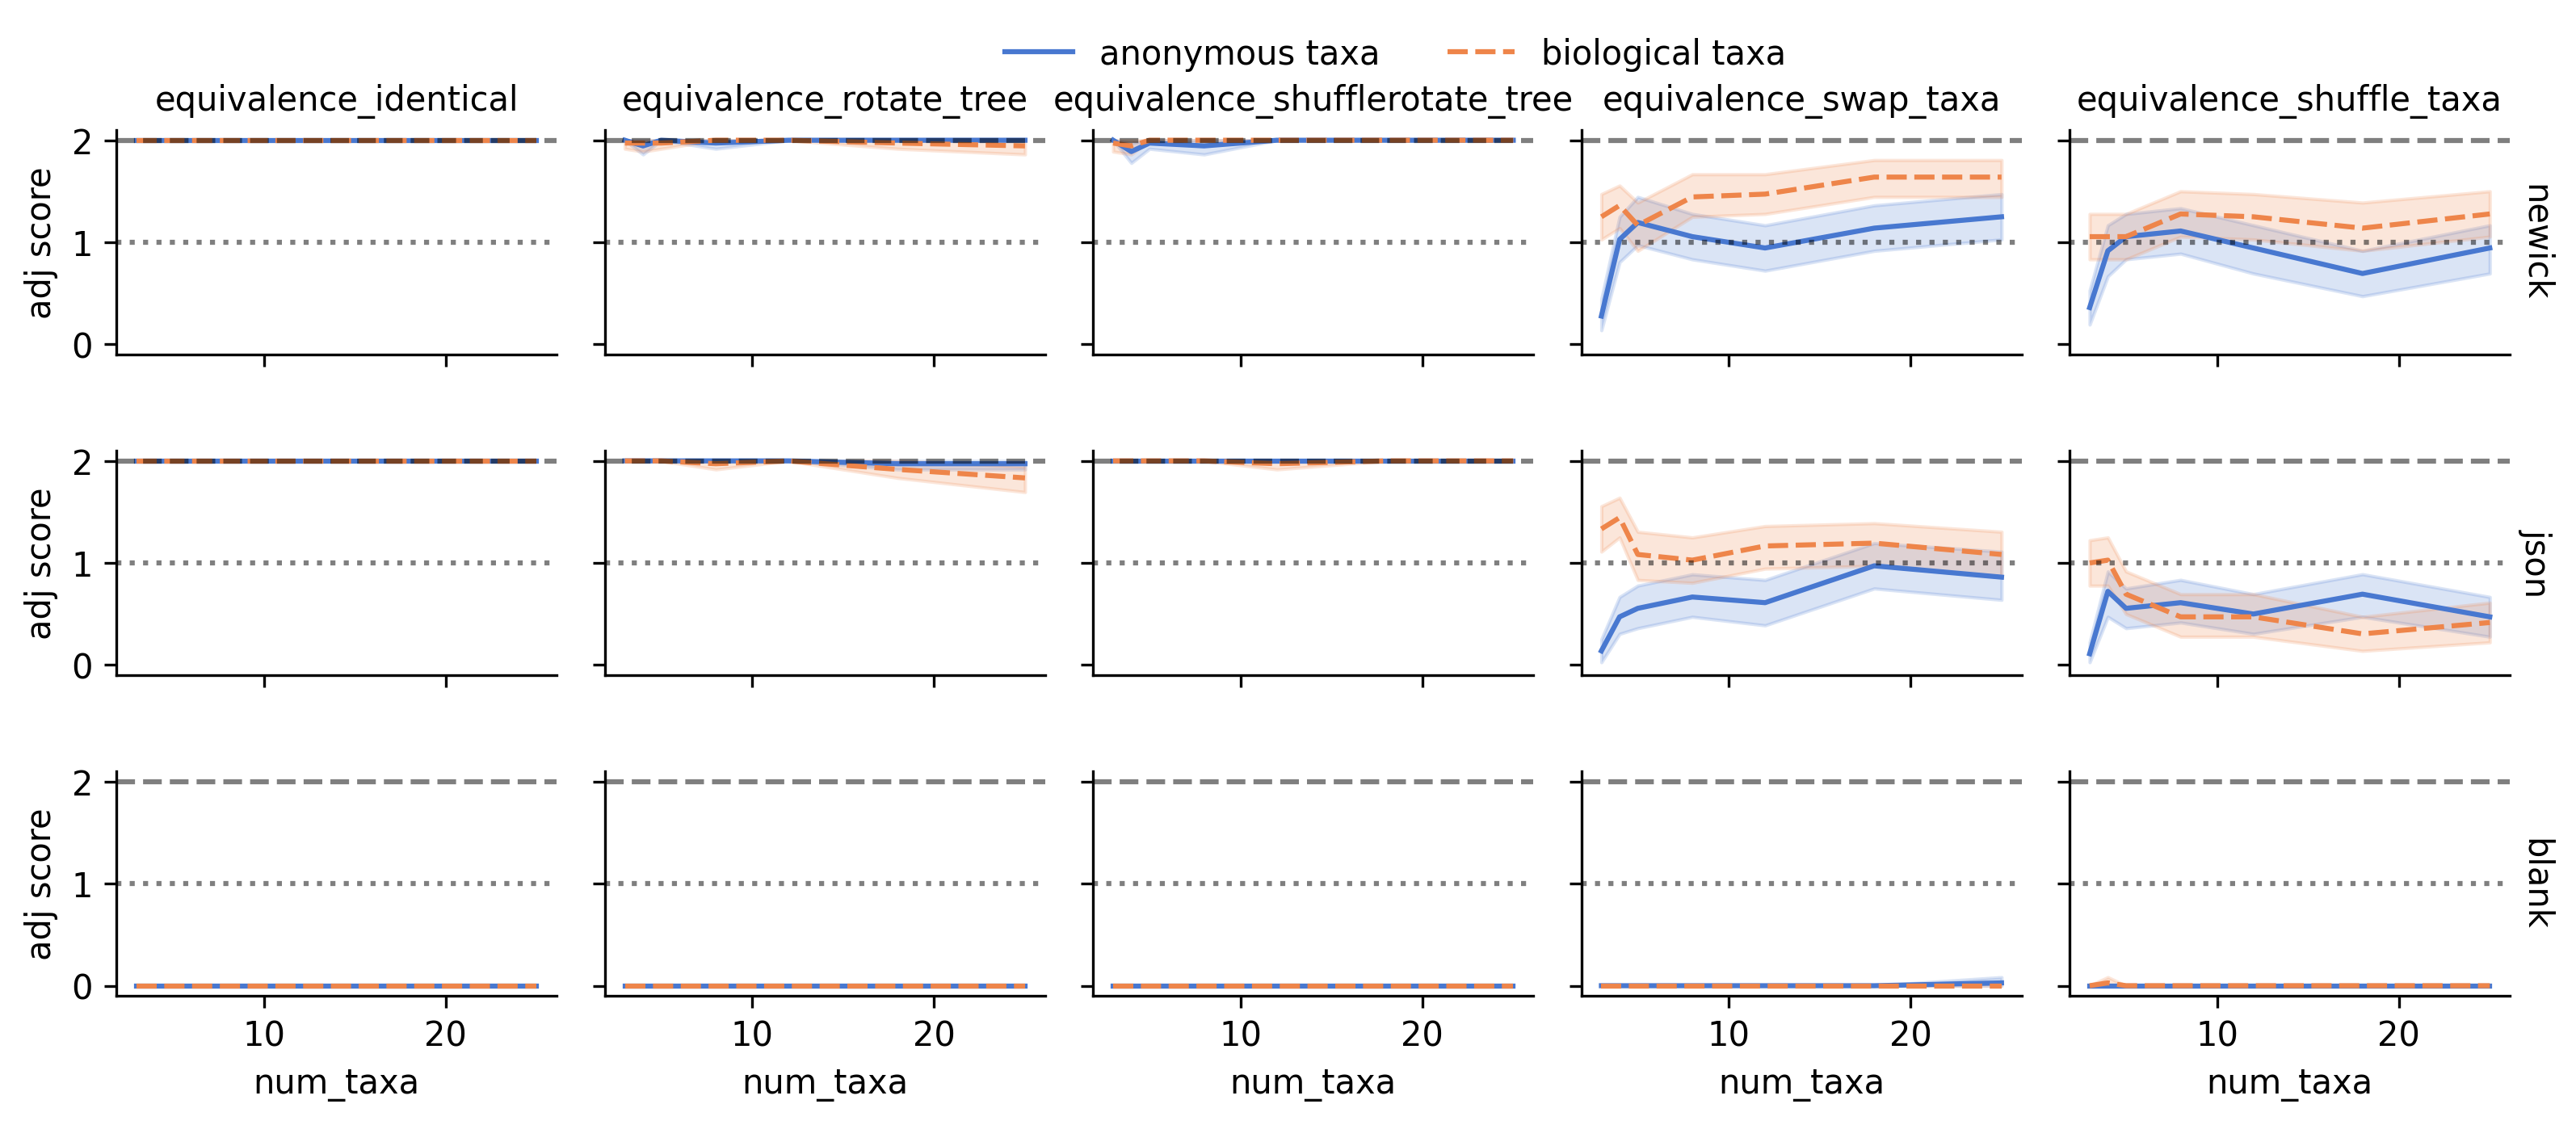 anonymous taxa biological taxa
equivalence_identical equivalence_rotate_tree equivalence_shufflerotate_tree equivalence_swap_taxa equivalence_shuffle_taxa
2
1
0
adj score
newick
2
1
0
adj score
json
2
1
0
adj score
blank
10 20 10 20 10 20 10 20 10 20
num_taxa num_taxa num_taxa num_taxa num_taxa